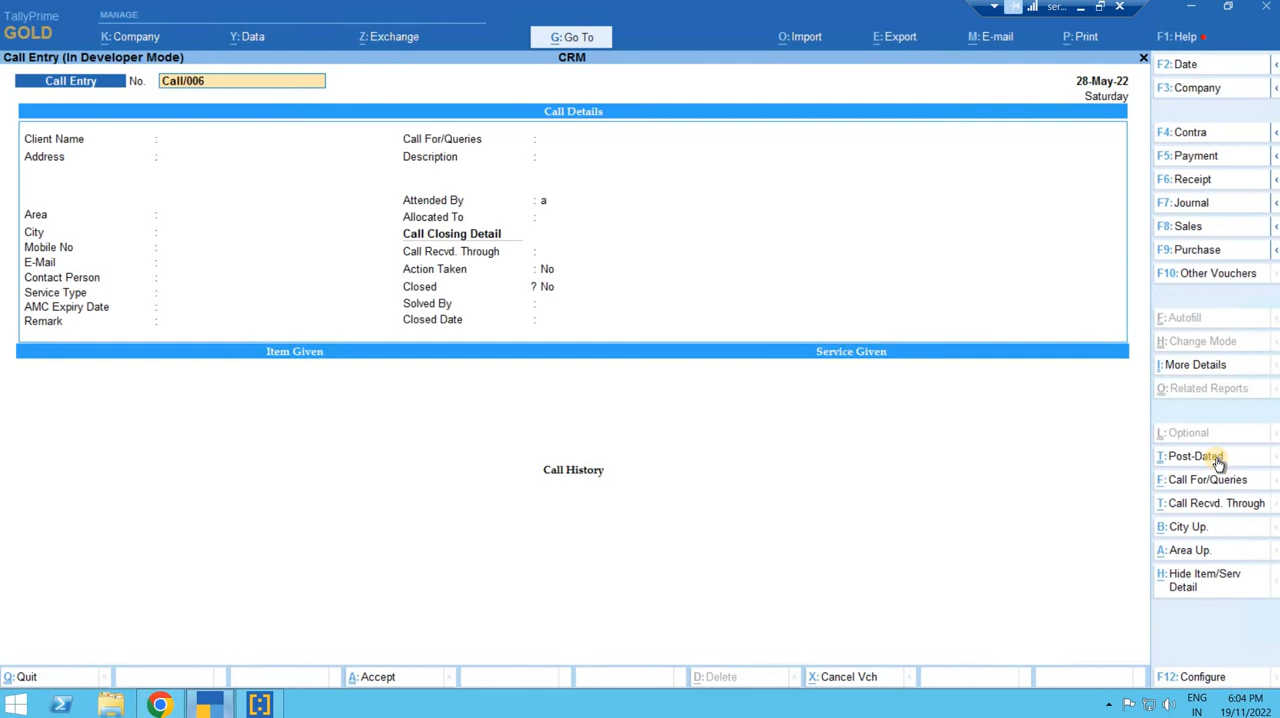 TallyPrime
GOLD
MANAGE
K: Company
Y: Data
Z: Exchange
G: Go To
O: Import
E: Export
M: E-mail
P: Print
F1: Help
ser...
Call Entry (In Developer Mode)
CRM
Call Entry No. Call/006
28-May-22
Saturday
Call Details
Client Name :
Address :
Area :
City :
Mobile No :
E-Mail :
Contact Person :
Service Type :
AMC Expiry Date :
Remark :
Call For/Queries :
Description :
Attended By : a
Allocated To :
Call Closing Detail
Call Recvd. Through :
Action Taken : No
Closed ? No
Solved By :
Closed Date :
Item Given
Service Given
Call History
F2: Date
F3: Company
F4: Contra
F5: Payment
F6: Receipt
F7: Journal
F8: Sales
F9: Purchase
F10: Other Vouchers
F: Autofill
H: Change Mode
I: More Details
O: Related Reports
L: Optional
T: Post-Dated
F: Call For/Queries
T: Call Recvd. Through
B: City Up.
A: Area Up.
H: Hide Item/Serv
Detail
F12: Configure
Q: Quit
A: Accept
D: Delete
X: Cancel Vch
ENG
IN
6:04 PM
19/11/2022